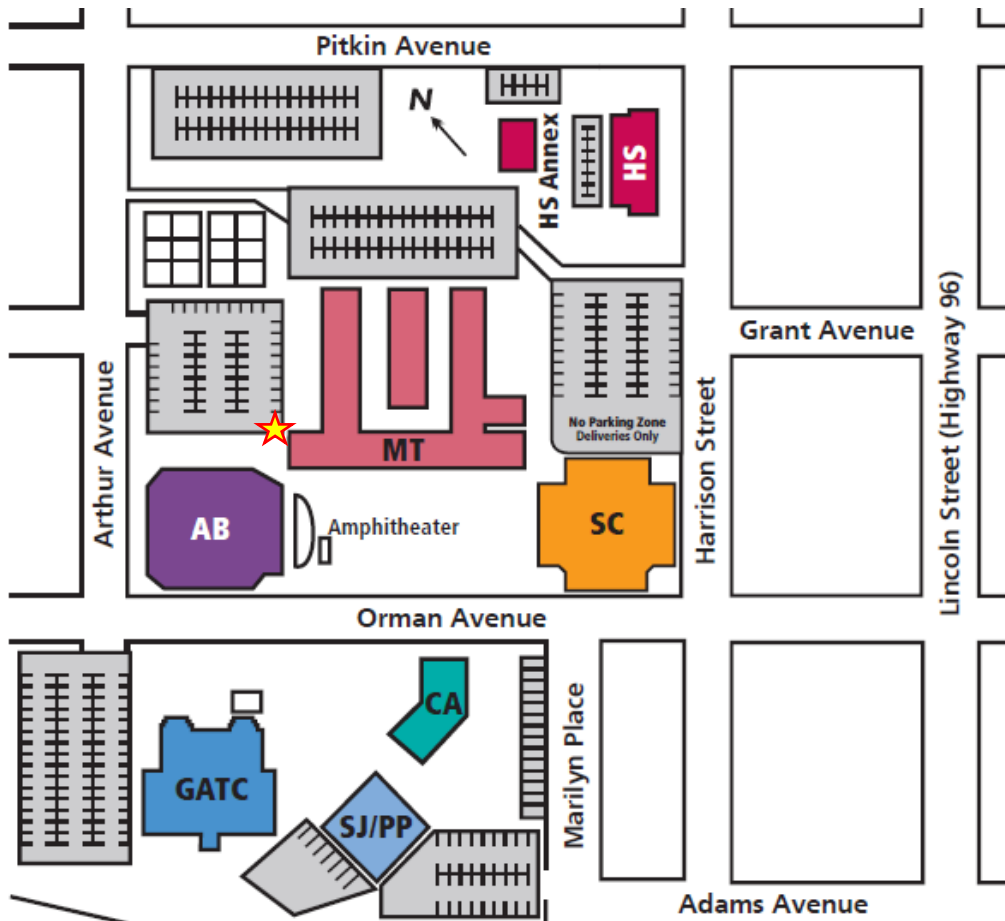 Pitkin Avenue
N
HS Annex
HS
Grant Avenue
Lincoln Street (Highway 96)
Arthur Avenue
Harrison Street
No Parking Zone
Deliveries Only
MT
AB
Amphitheater
SC
Orman Avenue
CA
Marilyn Place
GATC
SJ/PP
Adams Avenue